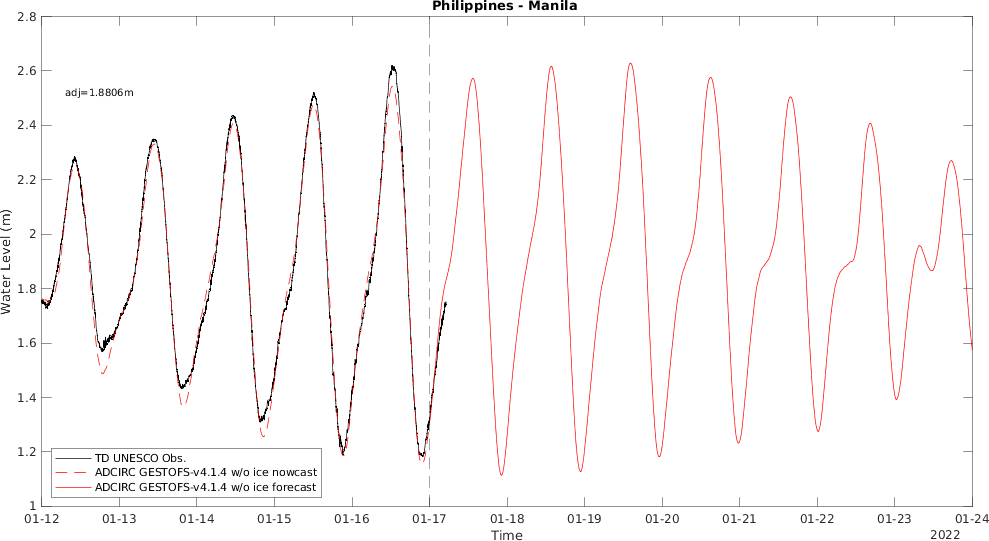 Philippines - Manila
2.8
2.6
2.4
2.2
2
1.8
1.6
1.4
1.2
1
Water Level (m)
adj=1.8806m
TD UNESCO Obs.
ADCIRC GESTOFS-v4.1.4 w/o ice nowcast
ADCIRC GESTOFS-v4.1.4 w/o ice forecast
01-12 01-13 01-14 01-15 01-16 01-17 01-18 01-19 01-20 01-21 01-22 01-23 01-24
Time
2022